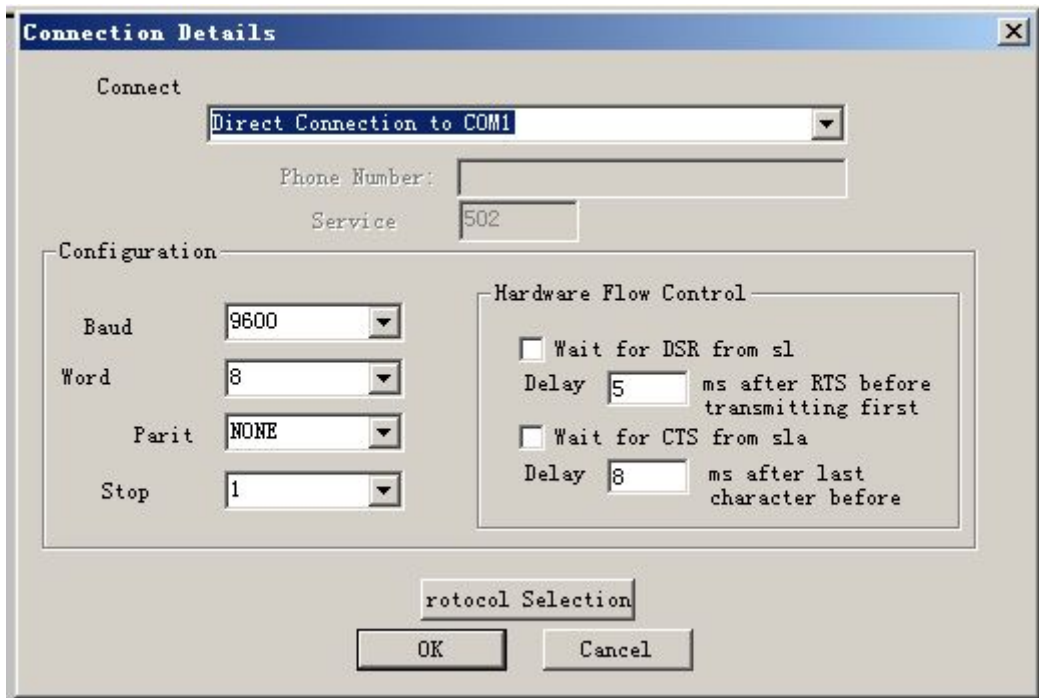 Connection Details
Connect
Direct Connection to COM1
Phone Number:
Service 502
Configuration
Baud 9600
Word 8
Parit NONE
Stop 1
Hardware Flow Control
Wait for DSR from sl
Delay 5 ms after RTS before
transmitting first
Wait for CTS from sla
Delay 8 ms after last
character before
rotocol Selection
OK Cancel